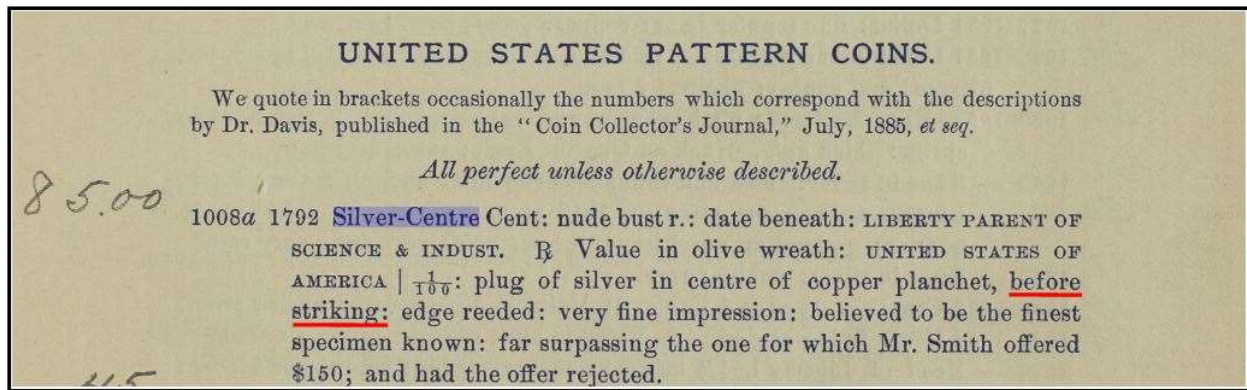 UNITED STATES PATTERN COINS.
We quote in brackets occasionally the numbers which correspond with the descriptions
by Dr. Davis, published in the “Coin Collector's Journal,” July, 1885, et seq.
All perfect unless otherwise described.
85.00
1008a 1792 Silver-Centre Cent: nude bust r.: date beneath: LIBERTY PARENT OF
SCIENCE & INDUST. ℞ Value in olive wreath: UNITED STATES OF
AMERICA | 1/100: plug of silver in centre of copper planchet, before
striking: edge reeded: very fine impression: believed to be the finest
specimen known: far surpassing the one for which Mr. Smith offered
$150; and had the offer rejected.